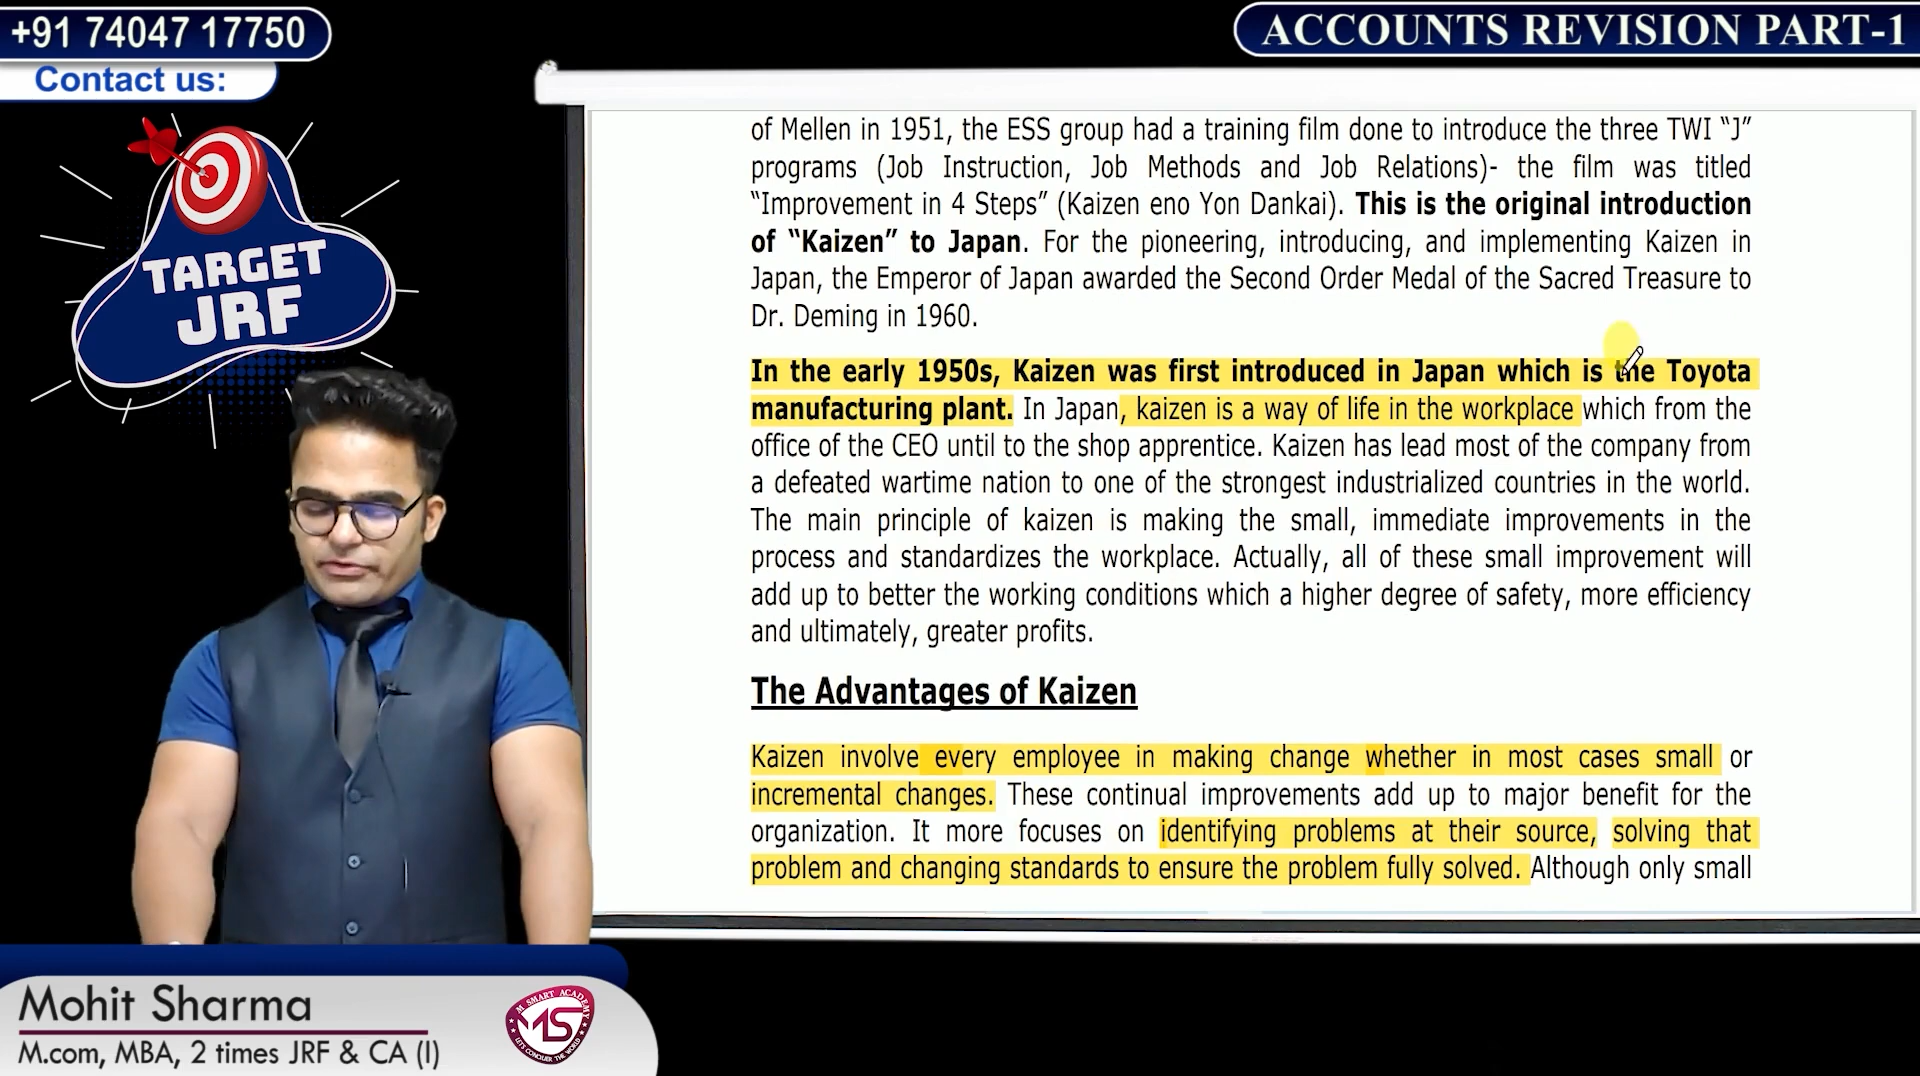 +91 74047 17750
Contact us:
ACCOUNTS REVISION PART-1
TARGET
JRF
of Mellen in 1951, the ESS group had a training film done to introduce the three TWI “J”
programs (Job Instruction, Job Methods and Job Relations)- the film was titled
“Improvement in 4 Steps” (Kaizen eno Yon Dankai). This is the original introduction
of “Kaizen” to Japan. For the pioneering, introducing, and implementing Kaizen in
Japan, the Emperor of Japan awarded the Second Order Medal of the Sacred Treasure to
Dr. Deming in 1960.
In the early 1950s, Kaizen was first introduced in Japan which is the Toyota
manufacturing plant. In Japan, kaizen is a way of life in the workplace which from the
office of the CEO until to the shop apprentice. Kaizen has lead most of the company from
a defeated wartime nation to one of the strongest industrialized countries in the world.
The main principle of kaizen is making the small, immediate improvements in the
process and standardizes the workplace. Actually, all of these small improvement will
add up to better the working conditions which a higher degree of safety, more efficiency
and ultimately, greater profits.
The Advantages of Kaizen
Kaizen involve every employee in making change whether in most cases small or
incremental changes. These continual improvements add up to major benefit for the
organization. It more focuses on identifying problems at their source, solving that
problem and changing standards to ensure the problem fully solved. Although only small
Mohit Sharma
M.com, MBA, 2 times JRF & CA (I)
M SMART ACADEMY
MS
LETS CONQUER THE WORLD